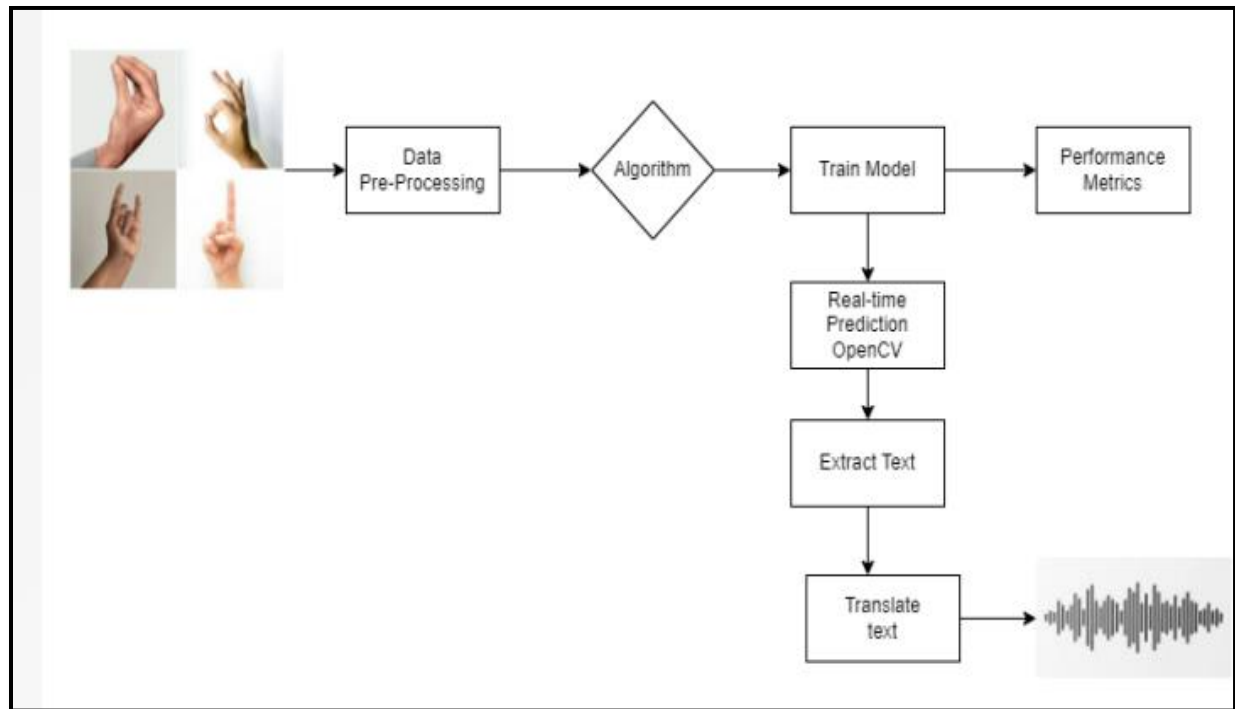 Data
Pre-Processing
Algorithm
Train Model
Performance
Metrics
Real-time
Prediction
OpenCV
Extract Text
Translate
text